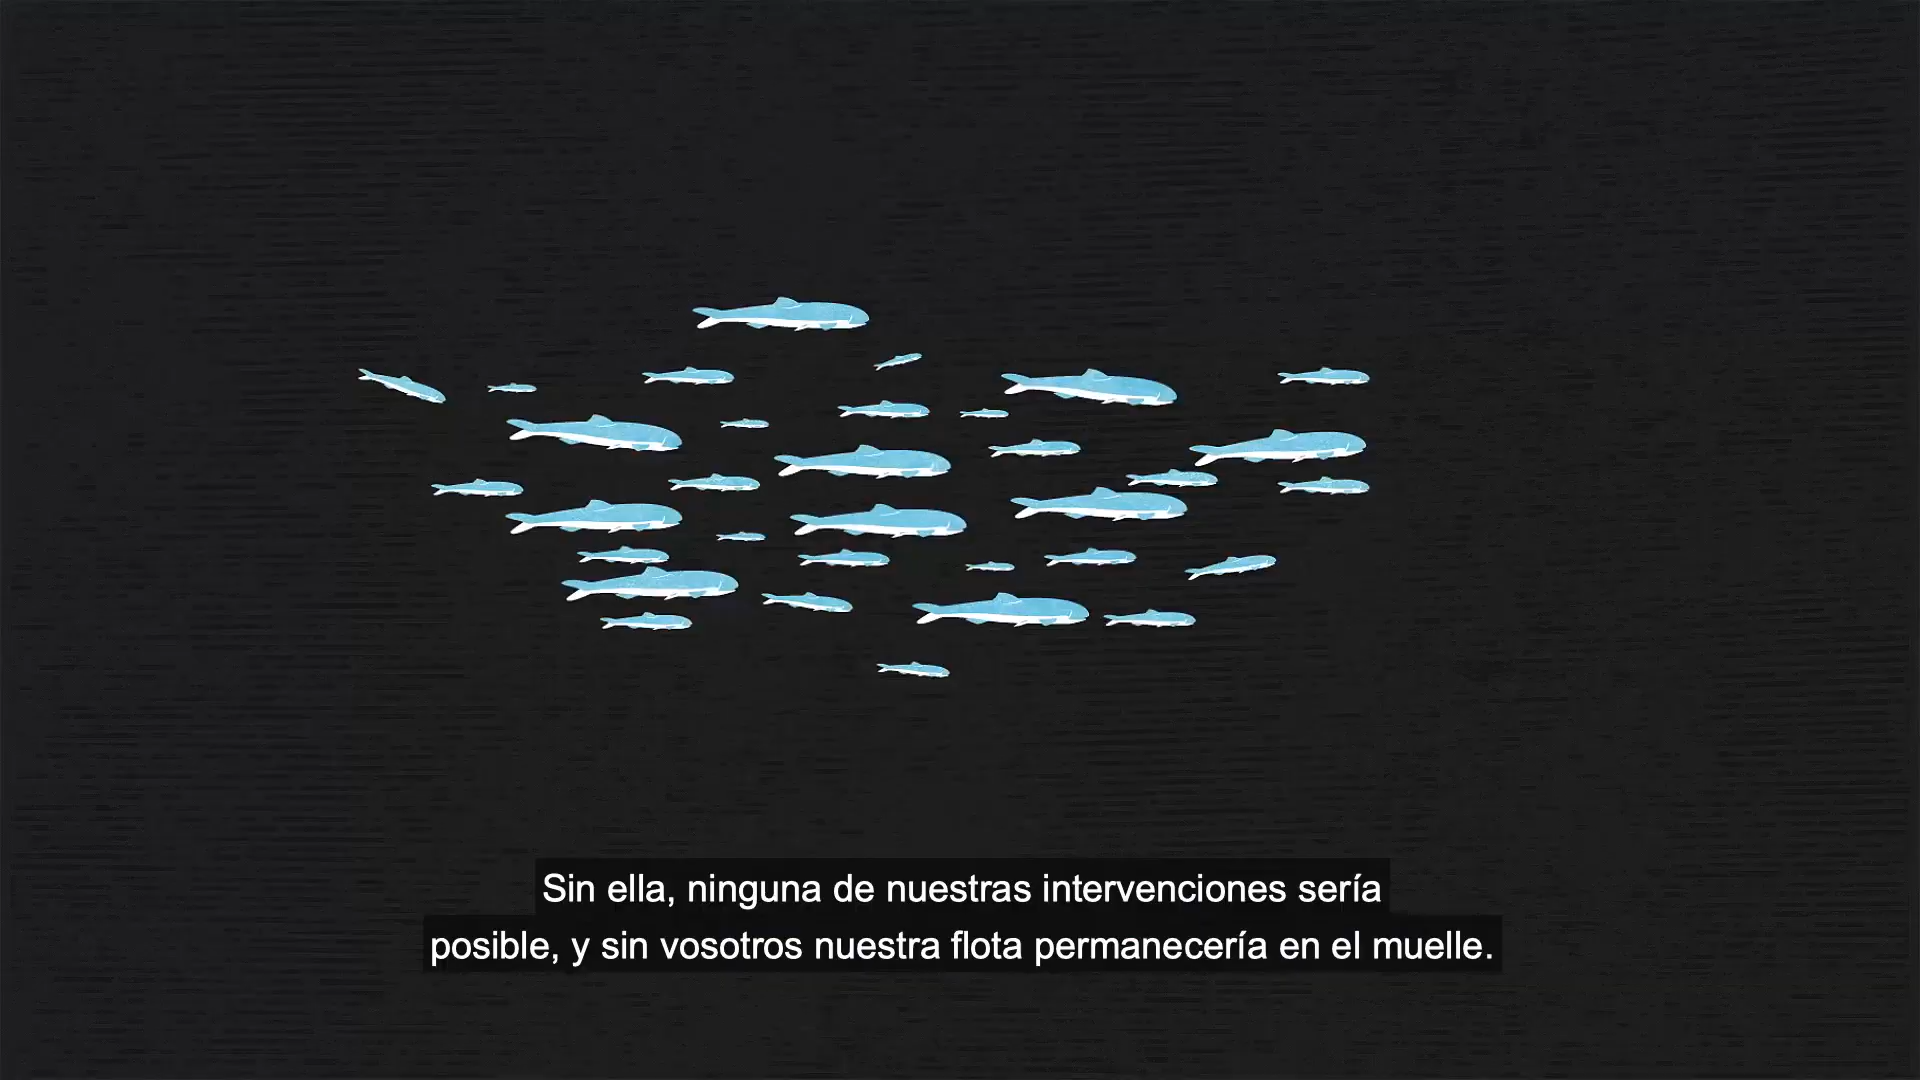 Sin ella, ninguna de nuestras intervenciones sería
posible, y sin vosotros nuestra flota permanecería en el muelle.